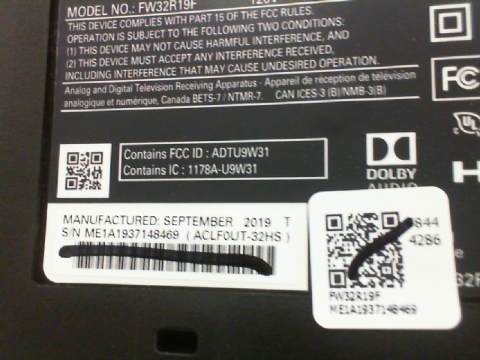 MODEL NO.: FW32R19F 120V
THIS DEVICE COMPLIES WITH PART 15 OF THE FCC RULES.
OPERATION IS SUBJECT TO THE FOLLOWING TWO CONDITIONS:
(1) THIS DEVICE MAY NOT CAUSE HARMFUL INTERFERENCE, AND
(2) THIS DEVICE MUST ACCEPT ANY INTERFERENCE
INCLUDING INTERFERENCE THAT MAY CAUSE UNDESIRED OPERATION.
Analog and Digital Television Receiving Apparatus - Appareil de réception de télévision
analogique et numérique, Canada BETS-7 / NTMR-7. CAN ICES-3 (B)/NMB-3(B)
FC
UL
Contains FCC ID : ADTU9W31
Contains IC : 1178A-U9W31
DOLBY
AUDIO
H
MANUFACTURED: SEPTEMBER 2019 T
S/N ME1A1937148469 ( ACLF0UT-32HS )
844
4286
FW32R19F
ME1A1937148469